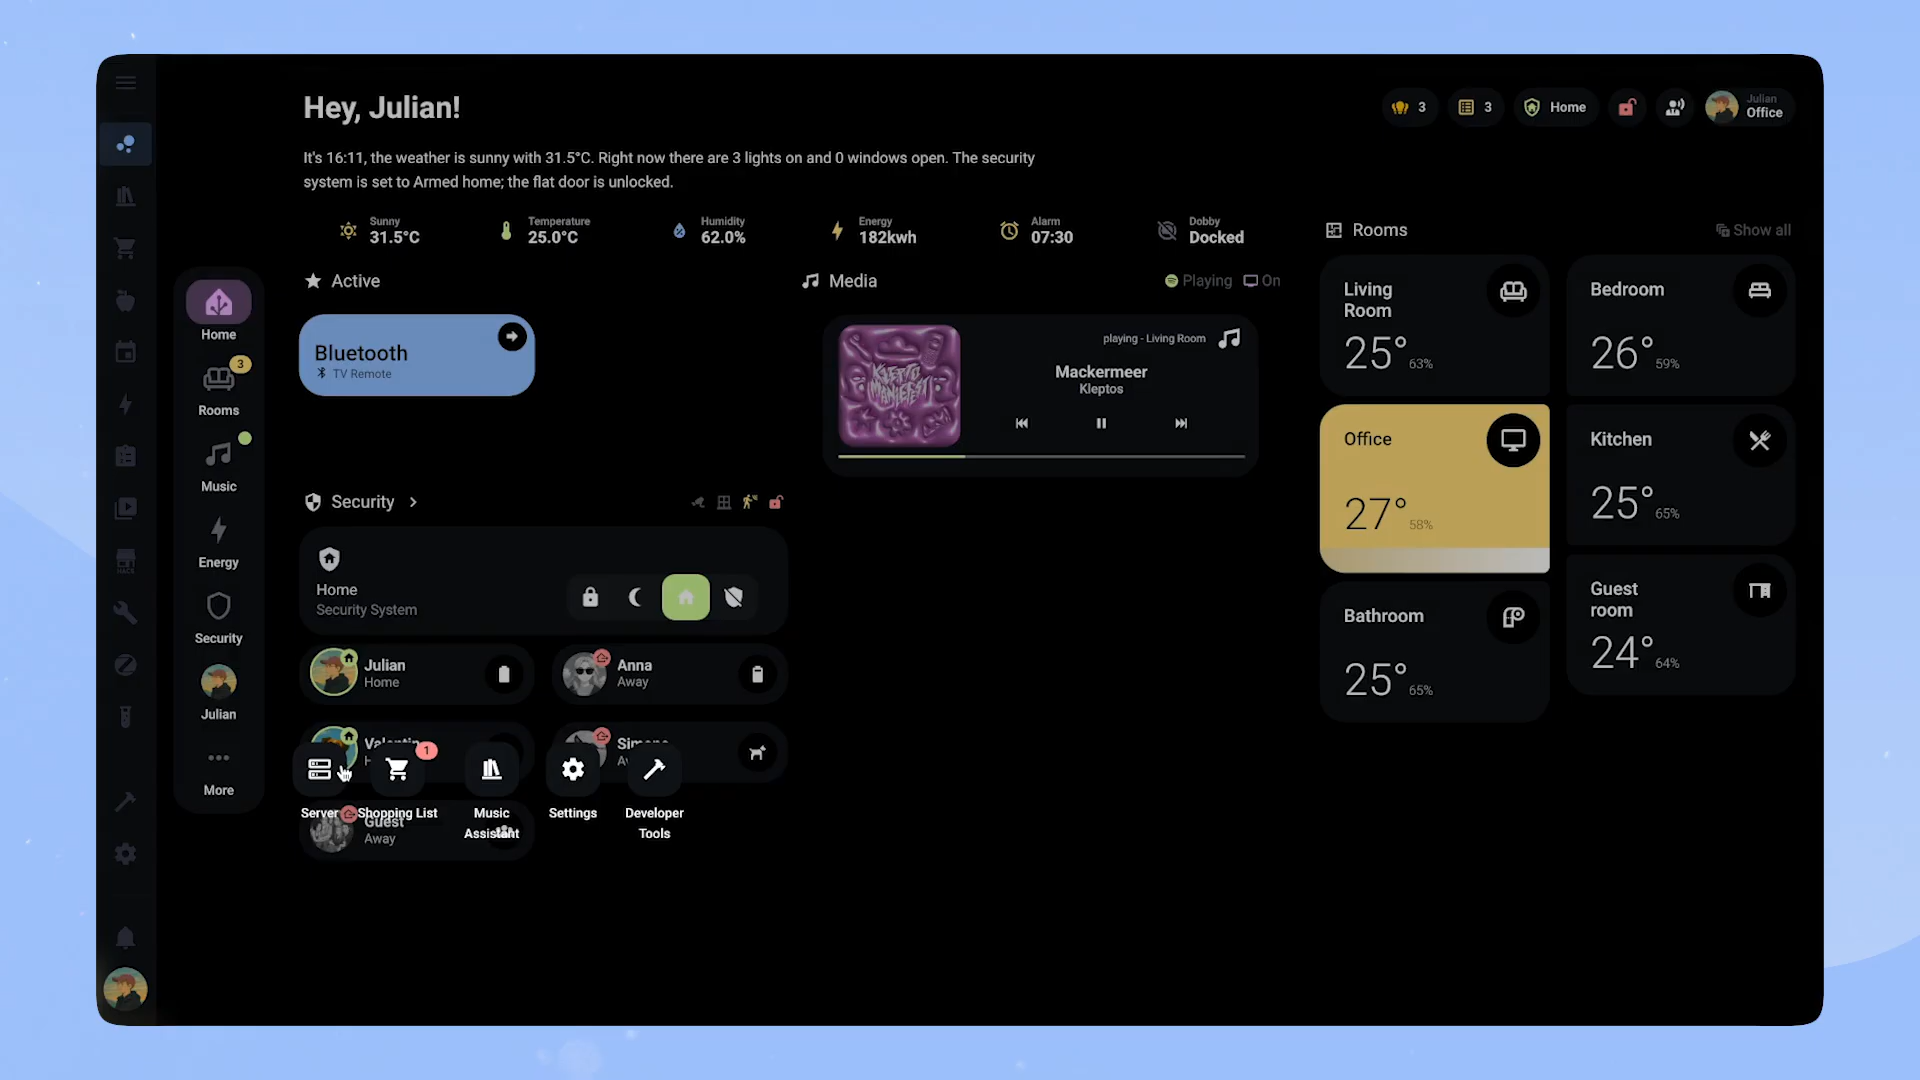 Hey, Julian!
3
3
Home
Julian
Office
It's 16:11, the weather is sunny with 31.5°C. Right now there are 3 lights on and 0 windows open. The security
system is set to Armed home; the flat door is unlocked.
Sunny
31.5°C
Temperature
25.0°C
Humidity
62.0%
Energy
182kwh
Alarm
07:30
Dobby
Docked
Home
3
Rooms
Music
Energy
Security
Julian
More
Active
Bluetooth
TV Remote
Media
Playing
On
playing - Living Room
Mackermeer
Kleptos
KLEPTO
MANIFEST
Security
Home
Security System
Julian
Home
Anna
Away
Valentin
Simone
Guest
Away
1
Server
Shopping List
Music
Assistant
Settings
Developer
Tools
Rooms
Show all
Living
Room
25°
63%
Bedroom
26°
59%
Office
27°
58%
Kitchen
25°
65%
Bathroom
25°
65%
Guest
room
24°
64%
HACS